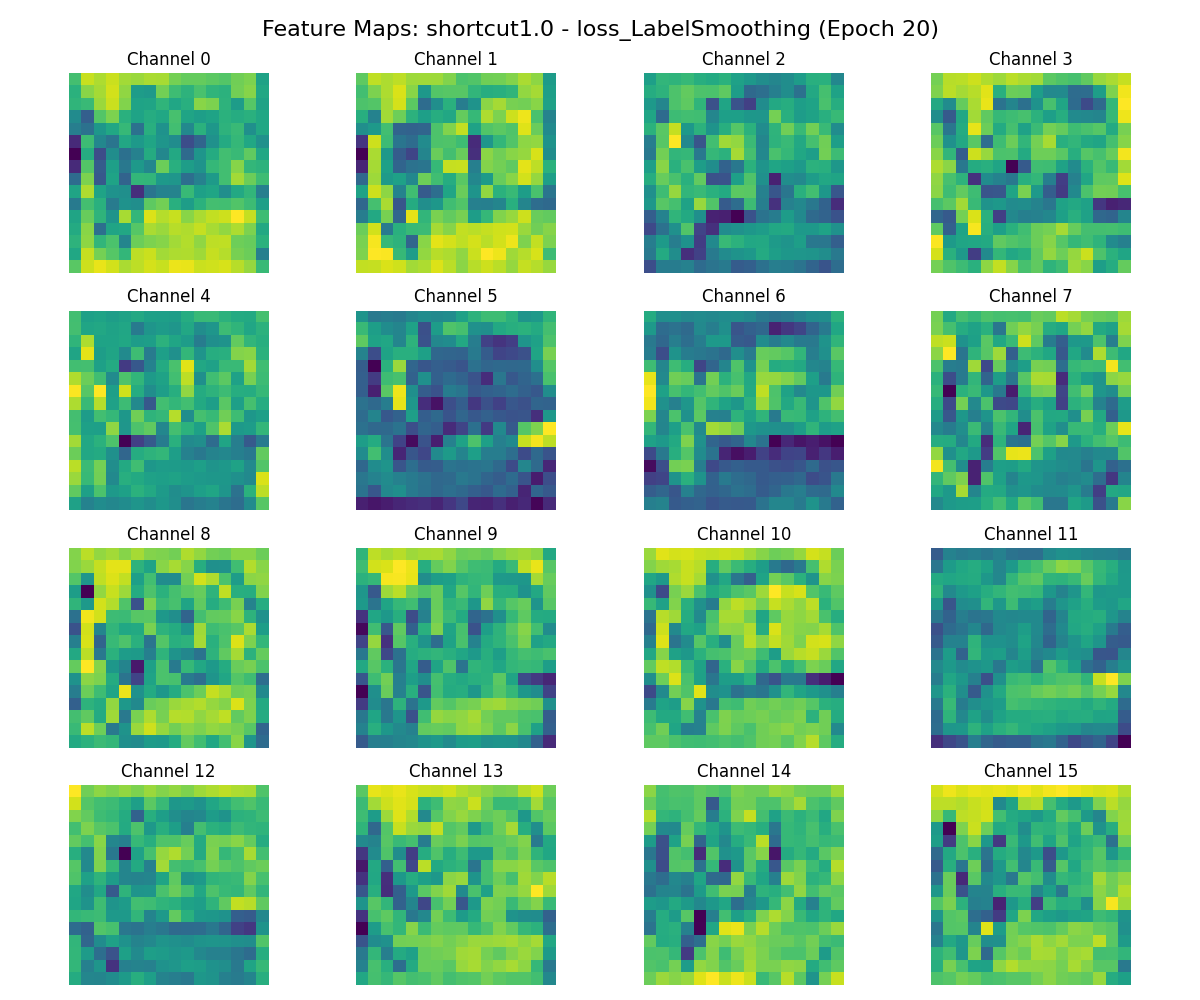 Feature Maps: shortcut1.0 - loss_LabelSmoothing (Epoch 20)
Channel 0
Channel 1
Channel 2
Channel 3
Channel 4
Channel 5
Channel 6
Channel 7
Channel 8
Channel 9
Channel 10
Channel 11
Channel 12
Channel 13
Channel 14
Channel 15